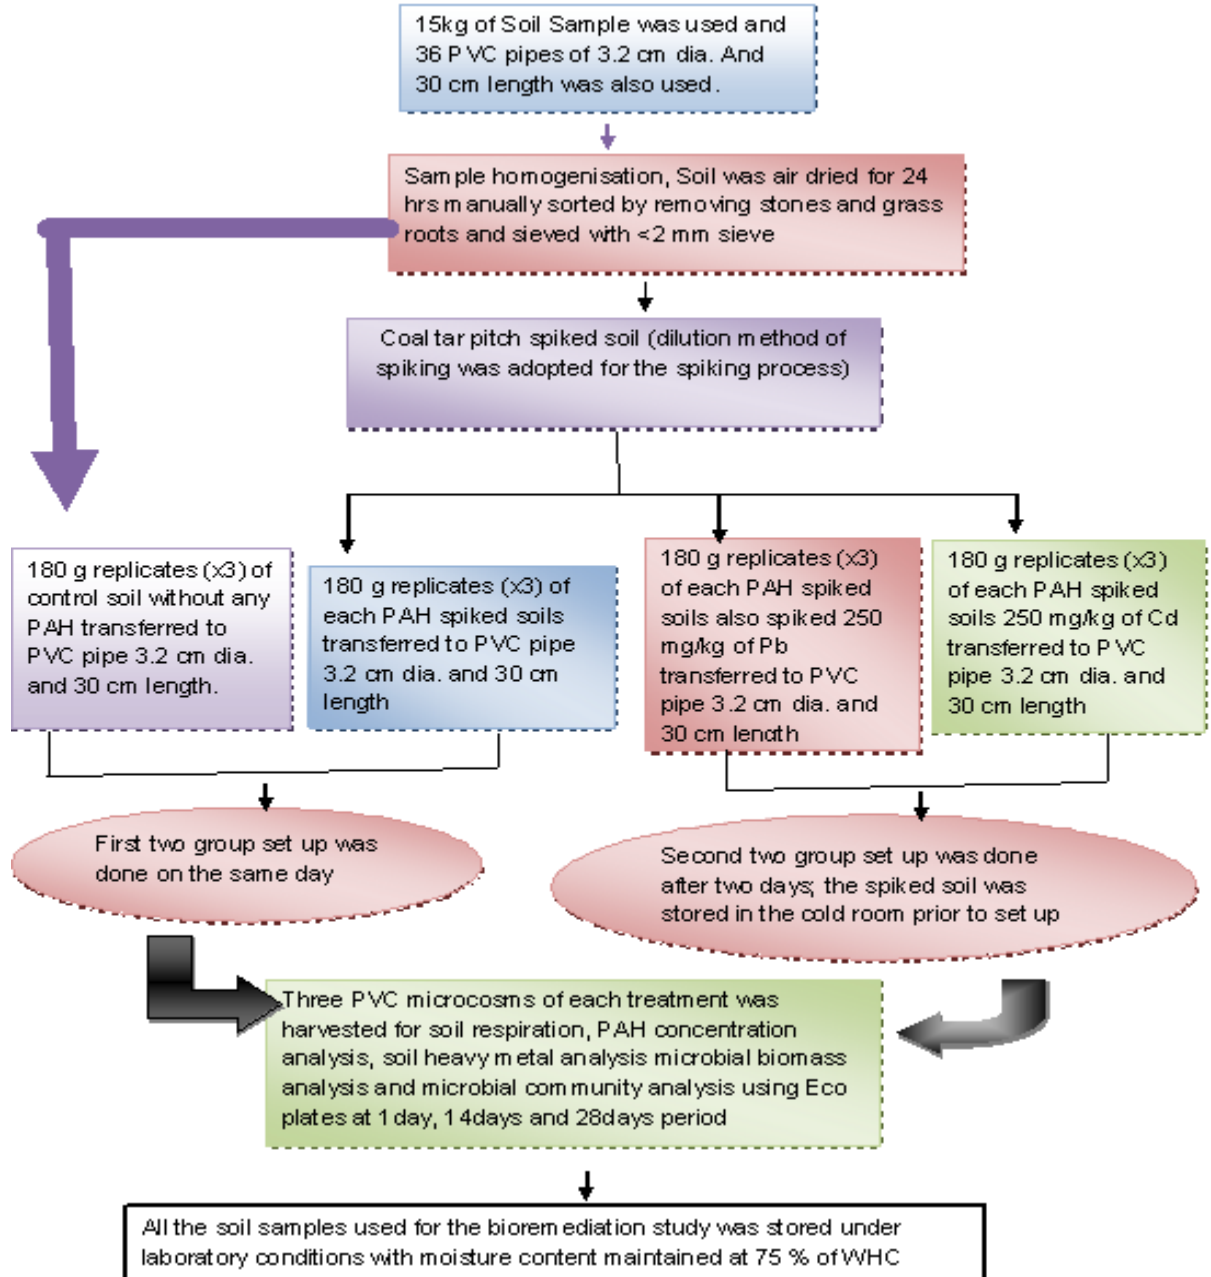 15kg of Soil Sample was used and
36 PVC pipes of 3.2 cm dia. And
30 cm length was also used.
Sample homogenisation, Soil was air dried for 24
hrs manually sorted by removing stones and grass
roots and sieved with <2 mm sieve
Coal tar pitch spiked soil (dilution method of
spiking was adopted for the spiking process)
180 g replicates (x3) of
control soil without any
PAH transferred to
PVC pipe 3.2 cm dia.
and 30 cm length.
180 g replicates (x3) of
each PAH spiked soils
transferred to PVC pipe
3.2 cm dia. and 30 cm
length
180 g replicates (x3)
of each PAH spiked
soils also spiked 250
mg/kg of Pb
transferred to PVC
pipe 3.2 cm dia. and
30 cm length
180 g replicates (x3)
of each PAH spiked
soils 250 mg/kg of Cd
transferred to PVC
pipe 3.2 cm dia. and
30 cm length
First two group set up was
done on the same day
Second two group set up was done
after two days; the spiked soil was
stored in the cold room prior to set up
Three PVC microcosms of each treatment was
harvested for soil respiration, PAH concentration
analysis, soil heavy metal analysis microbial biomass
analysis and microbial community analysis using Eco
plates at 1day, 14days and 28days period
All the soil samples used for the bioremediation study was stored under
laboratory conditions with moisture content maintained at 75 % of WHC